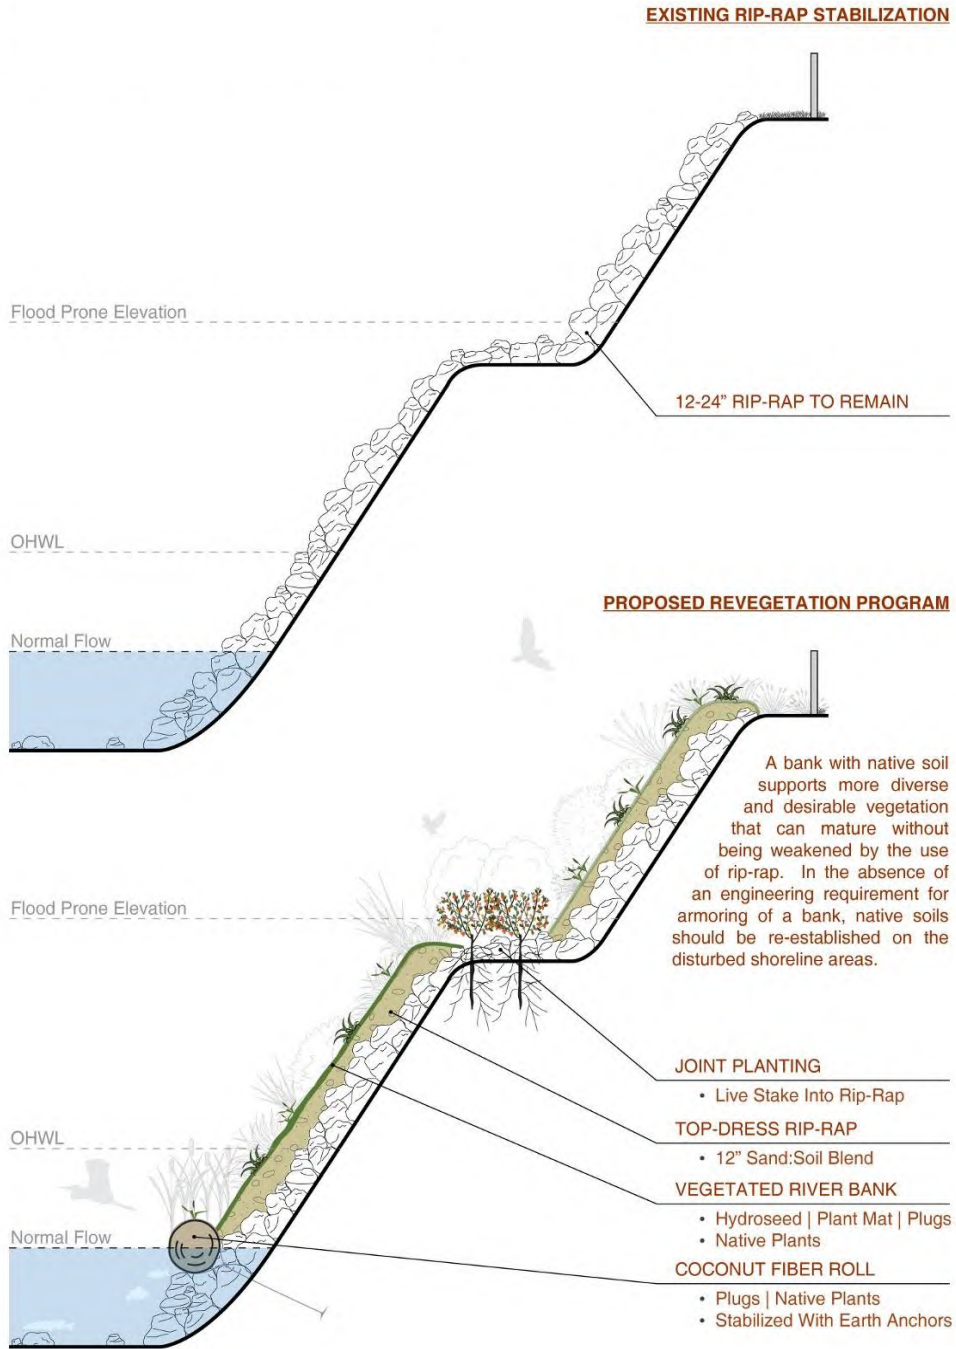 EXISTING RIP-RAP STABILIZATION
Flood Prone Elevation
12-24” RIP-RAP TO REMAIN
OHWL
Normal Flow
PROPOSED REVEGETATION PROGRAM
A bank with native soil
supports more diverse
and desirable vegetation
that can mature without
being weakened by the use
of rip-rap. In the absence of
an engineering requirement for
armoring of a bank, native soils
should be re-established on the
disturbed shoreline areas.
Flood Prone Elevation
JOINT PLANTING
• Live Stake Into Rip-Rap
TOP-DRESS RIP-RAP
• 12” Sand:Soil Blend
OHWL
VEGETATED RIVER BANK
• Hydroseed | Plant Mat | Plugs
• Native Plants
Normal Flow
COCONUT FIBER ROLL
• Plugs | Native Plants
• Stabilized With Earth Anchors